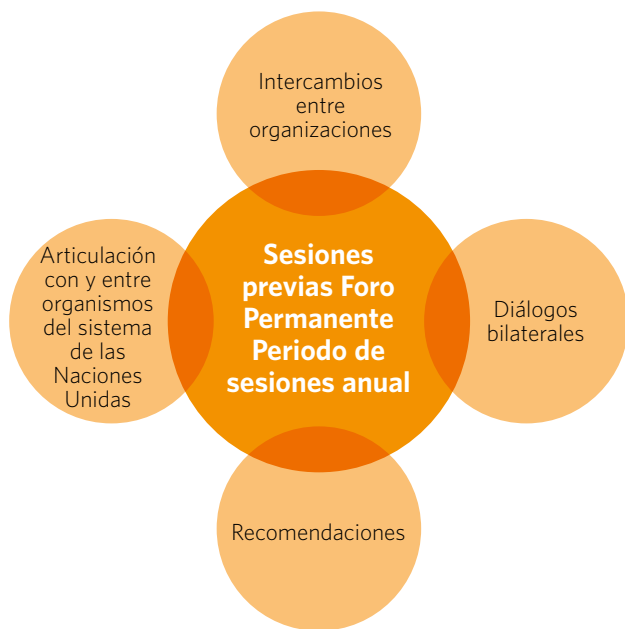 Intercambios
entre
organizaciones
Articulación
con y entre
organismos
del sistema
de las
Naciones
Unidas
Sesiones
previas Foro
Permanente
Periodo de
sesiones anual
Diálogos
bilaterales
Recomendaciones